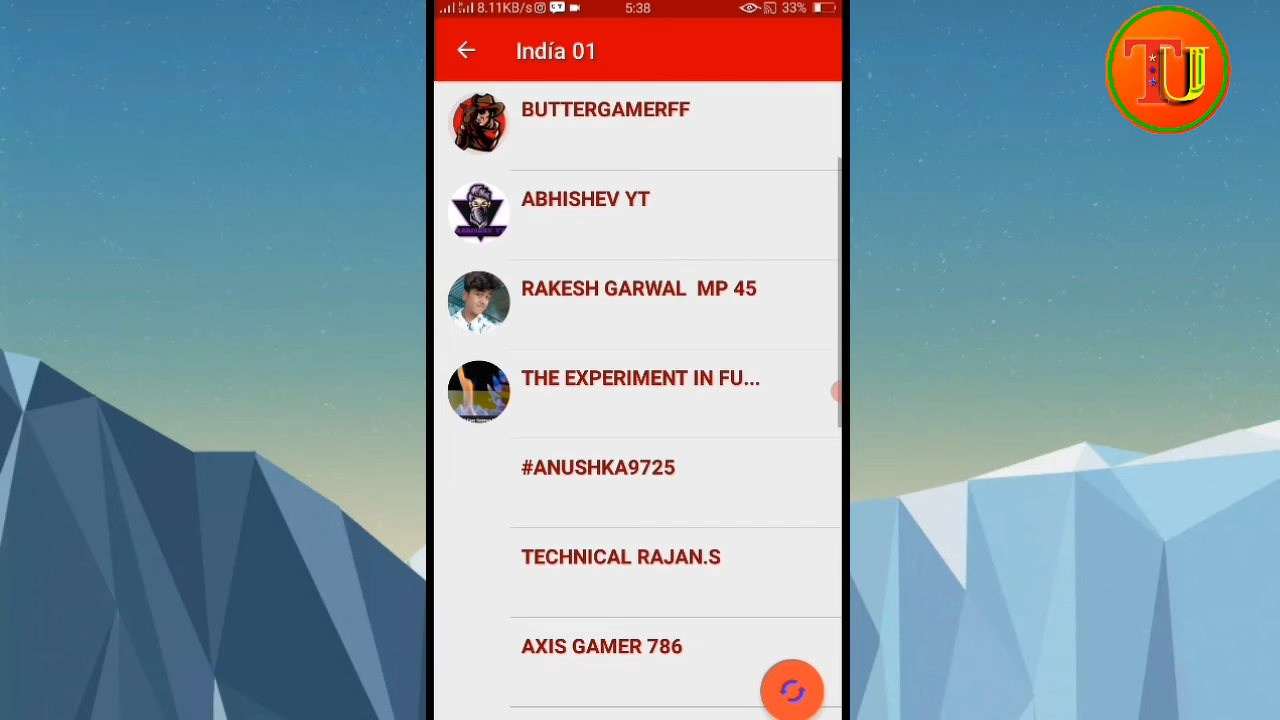 8.11KB/s 5:38 33%
Indía 01
BUTTERGAMERFF
ABHISHEV YT
RAKESH GARWAL MP 45
THE EXPERIMENT IN FU...
#ANUSHKA9725
TECHNICAL RAJAN.S
AXIS GAMER 786
TU